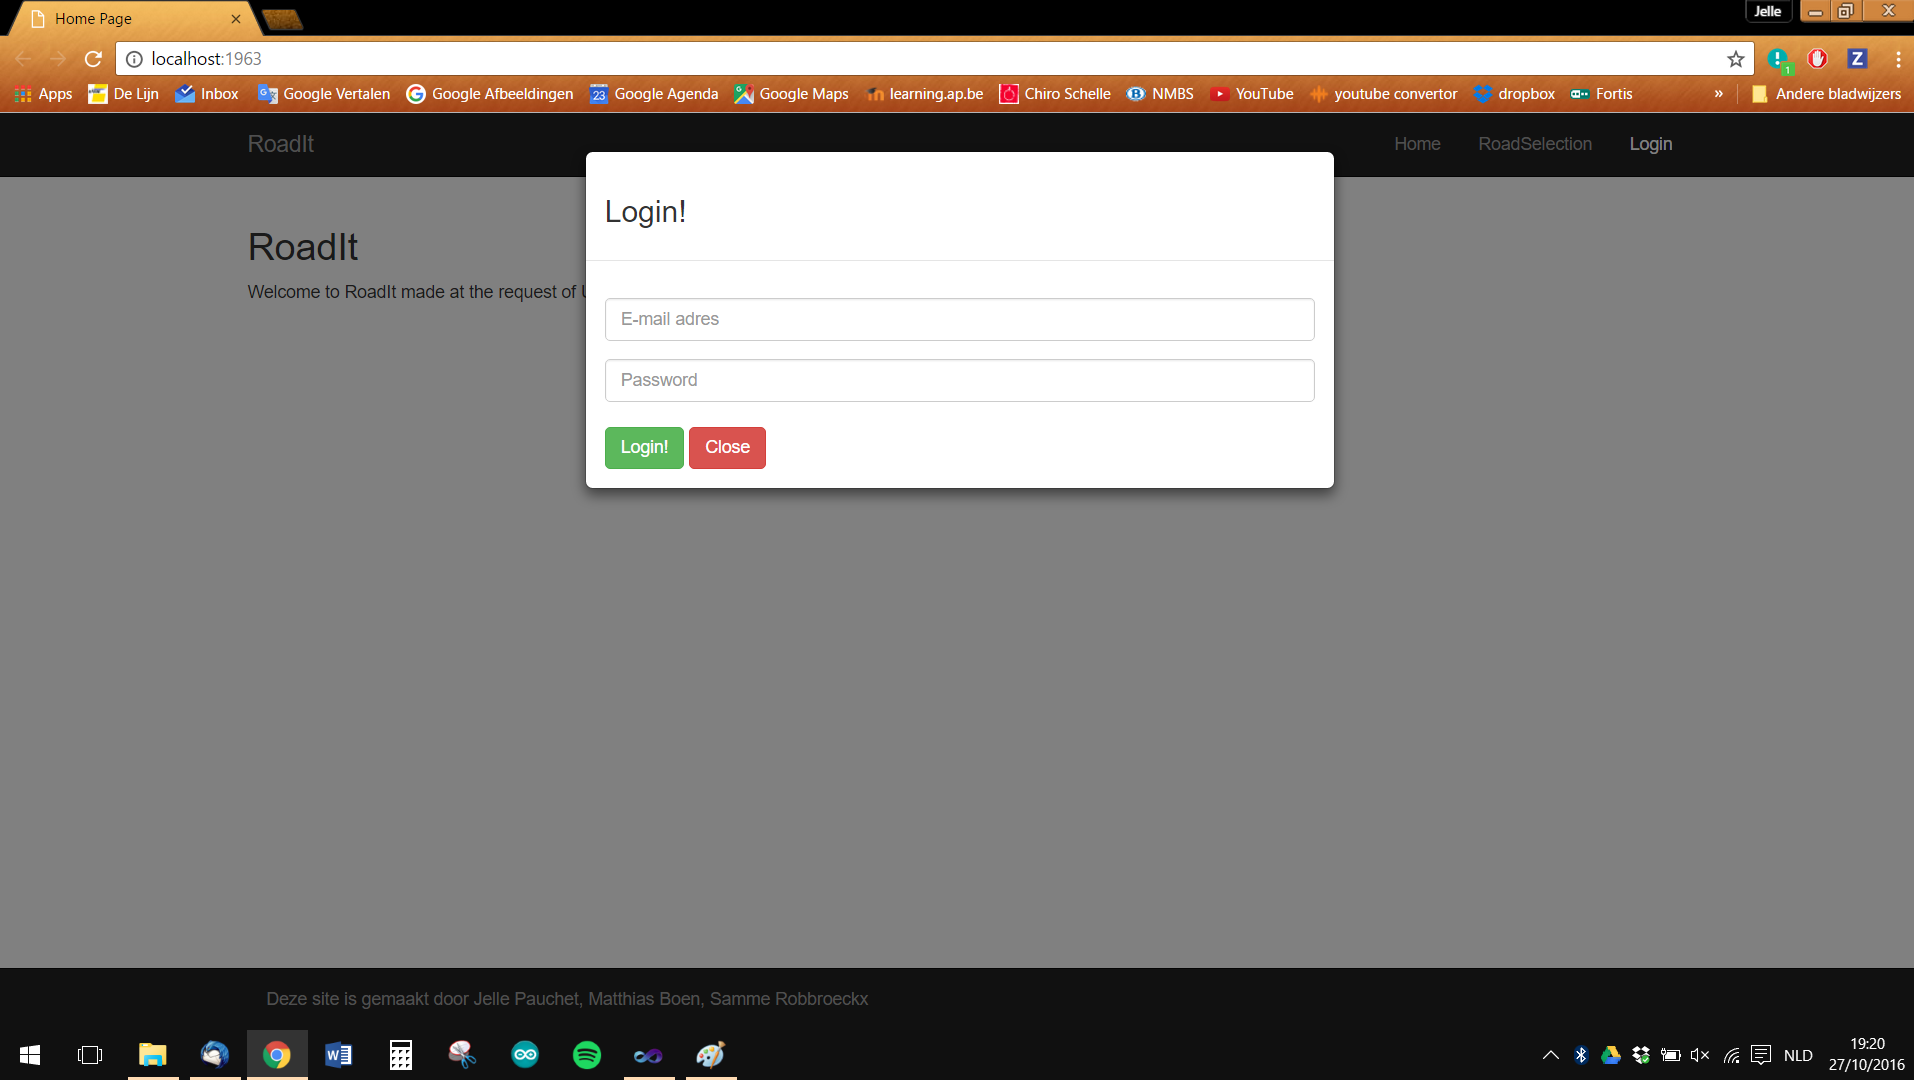 Home Page
Jelle
localhost:1963
1
Apps De Lijn Inbox Google Vertalen Google Afbeeldingen 23 Google Agenda Google Maps learning.ap.be Chiro Schelle B NMBS YouTube youtube convertor dropbox Fortis » Andere bladwijzers
RoadIt Home RoadSelection Login
Login!
RoadIt
Welcome to RoadIt made at the request of
E-mail adres
Password
Login! Close
Deze site is gemaakt door Jelle Pauchet, Matthias Boen, Samme Robbroeckx
NLD
19:20
27/10/2016